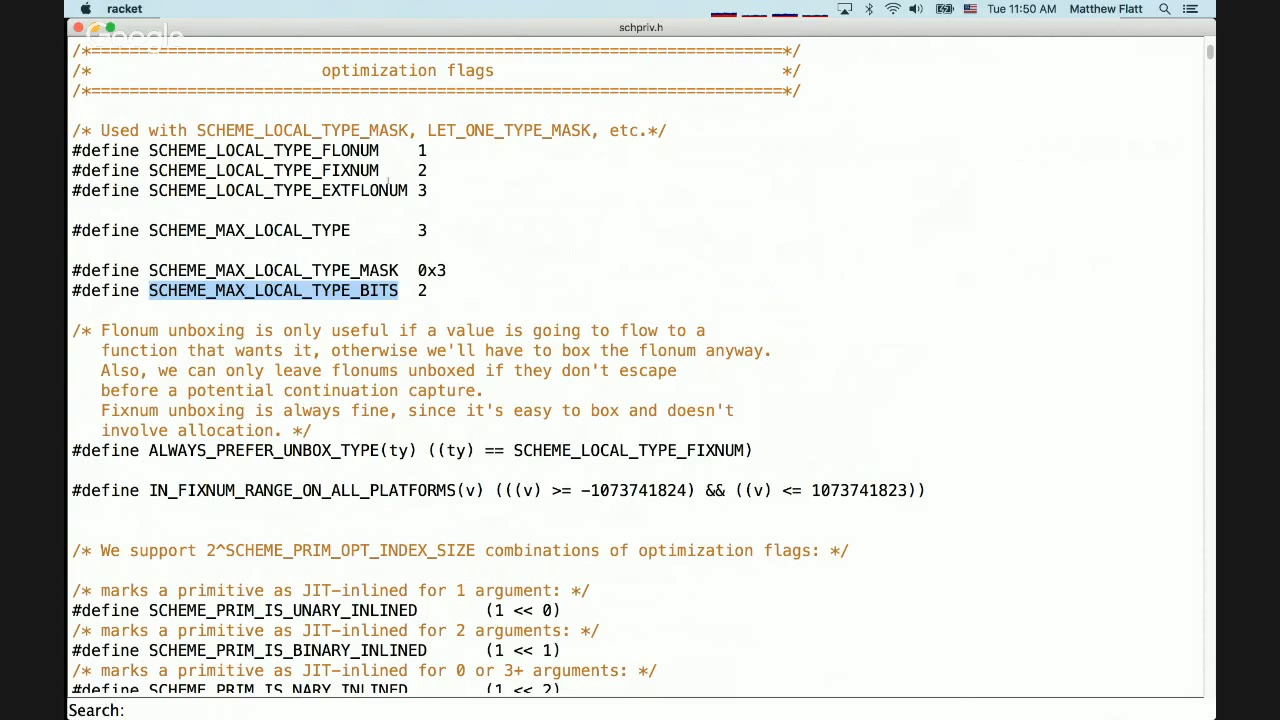 racket Tue 11:50 AM Matthew Flatt
Google
schpriv.h
/*========================================================================*/
/* optimization flags */
/*========================================================================*/
/* Used with SCHEME_LOCAL_TYPE_MASK, LET_ONE_TYPE_MASK, etc.*/
#define SCHEME_LOCAL_TYPE_FLONUM 1
#define SCHEME_LOCAL_TYPE_FIXNUM 2
#define SCHEME_LOCAL_TYPE_EXTFLONUM 3
#define SCHEME_MAX_LOCAL_TYPE 3
#define SCHEME_MAX_LOCAL_TYPE_MASK 0x3
#define SCHEME_MAX_LOCAL_TYPE_BITS 2
/* Flonum unboxing is only useful if a value is going to flow to a
function that wants it, otherwise we'll have to box the flonum anyway.
Also, we can only leave flonums unboxed if they don't escape
before a potential continuation capture.
Fixnum unboxing is always fine, since it's easy to box and doesn't
involve allocation. */
#define ALWAYS_PREFER_UNBOX_TYPE(ty) ((ty) == SCHEME_LOCAL_TYPE_FIXNUM)
#define IN_FIXNUM_RANGE_ON_ALL_PLATFORMS(v) (((v) >= -1073741824) && ((v) <= 1073741823))
/* We support 2^SCHEME_PRIM_OPT_INDEX_SIZE combinations of optimization flags: */
/* marks a primitive as JIT-inlined for 1 argument: */
#define SCHEME_PRIM_IS_UNARY_INLINED (1 << 0)
/* marks a primitive as JIT-inlined for 2 arguments: */
#define SCHEME_PRIM_IS_BINARY_INLINED (1 << 1)
/* marks a primitive as JIT-inlined for 0 or 3+ arguments: */
#define SCHEME_PRIM_IS_NARY_INLINED (1 << 2)
Search: